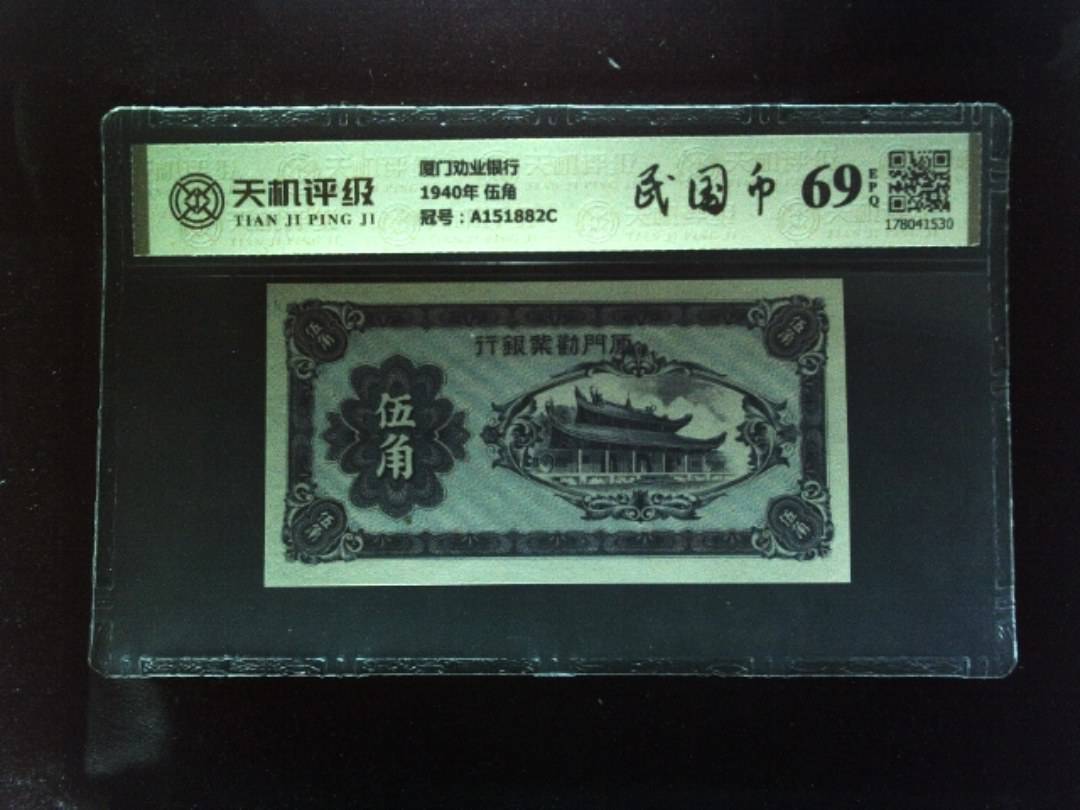 天机评级
TIAN JI PING JI
厦门劝业银行
1940年 伍角
冠号：A151882C
民国币
69
EPQ
178041530
伍角
伍角
行銀業勸門廈
伍角
伍角
伍角